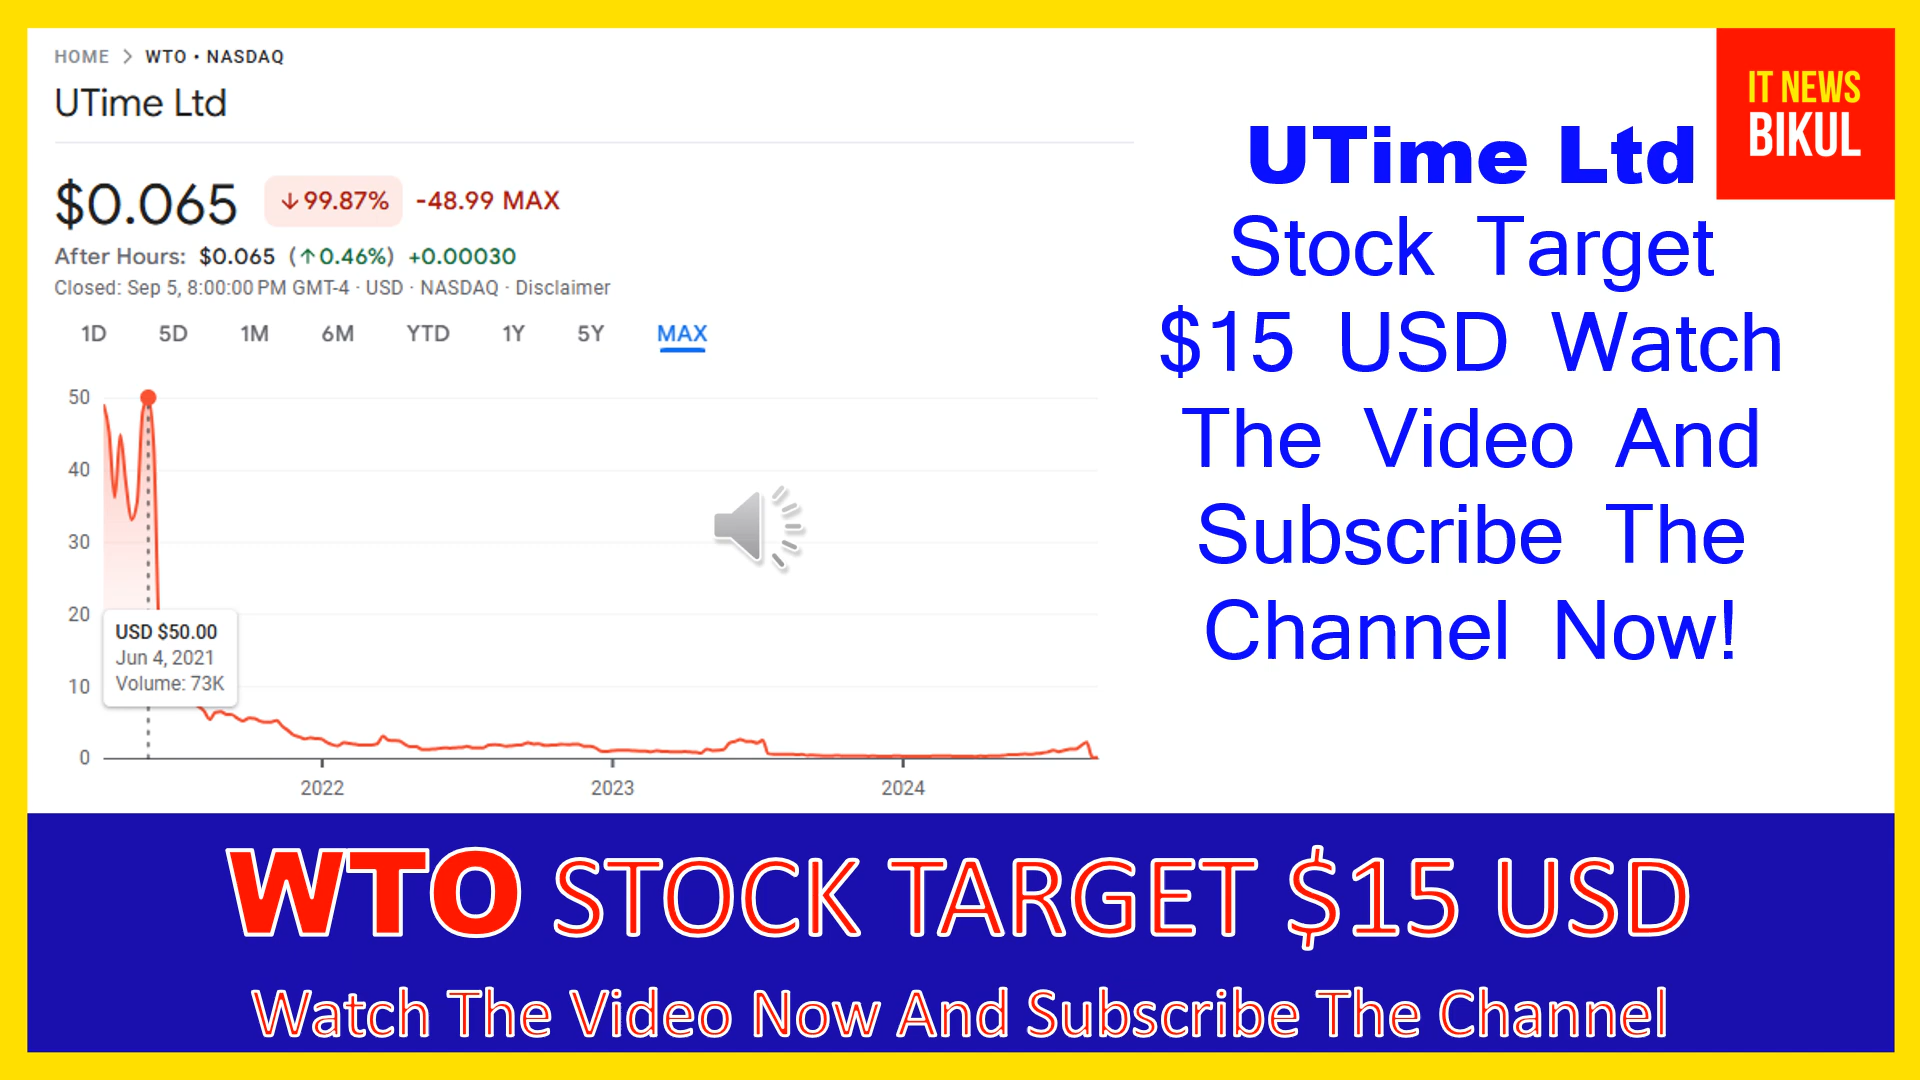 HOME > WTO • NASDAQ
UTime Ltd
$0.065 ↓99.87% -48.99 MAX
After Hours: $0.065 (↑0.46%) +0.00030
Closed: Sep 5, 8:00:00 PM GMT-4 · USD · NASDAQ · Disclaimer
1D 5D 1M 6M YTD 1Y 5Y MAX
50
40
30
20
10
0
USD $50.00
Jun 4, 2021
Volume: 73K
2022 2023 2024
IT NEWS
BIKUL
UTime Ltd
Stock Target
$15 USD Watch
The Video And
Subscribe The
Channel Now!
WTO STOCK TARGET $15 USD
Watch The Video Now And Subscribe The Channel